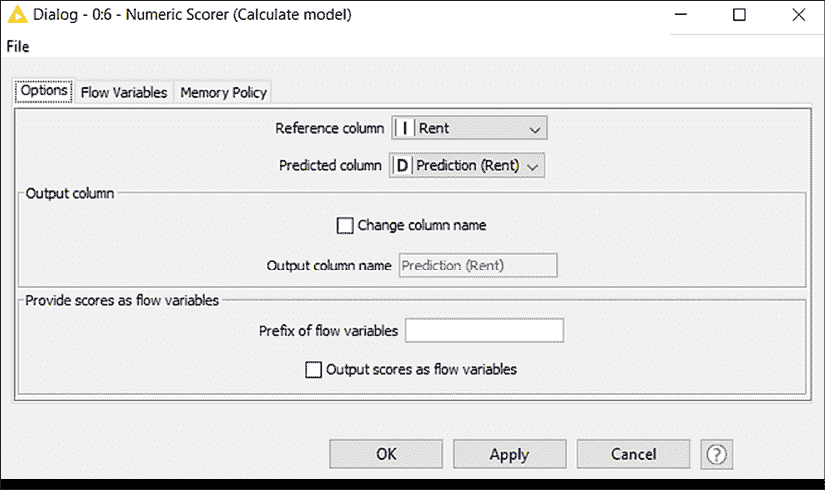 Dialog - 0:6 - Numeric Scorer (Calculate model)
File
Options Flow Variables Memory Policy
Reference column I Rent
Predicted column D Prediction (Rent)
Output column
Change column name
Output column name Prediction (Rent)
Provide scores as flow variables
Prefix of flow variables
Output scores as flow variables
OK Apply Cancel ?